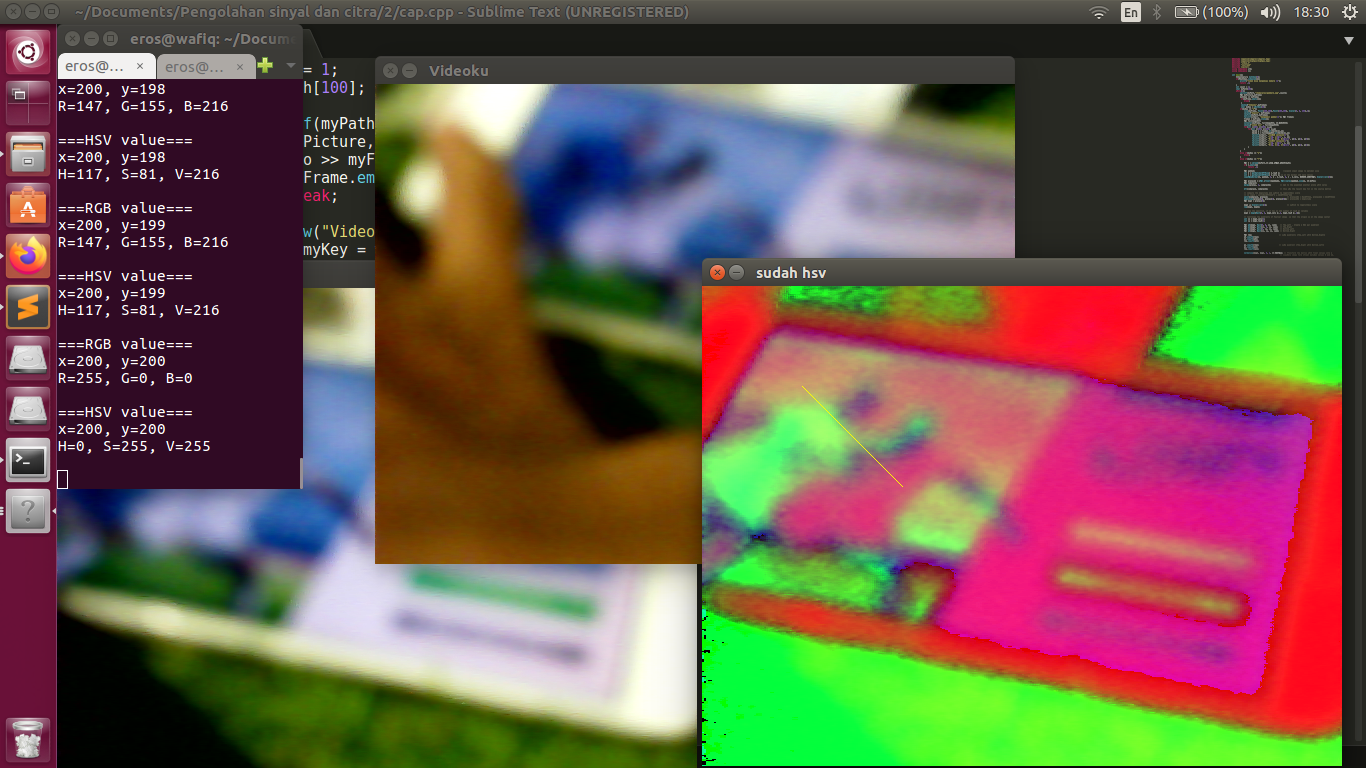 ~/Documents/Pengolahan sinyal dan citra/2/cap.cpp - Sublime Text (UNREGISTERED)
En
(100%)
18:30
eros@wafiq: ~/Docum
eros@...
eros@...
x=200, y=198
R=147, G=155, B=216
===HSV value===
x=200, y=198
H=117, S=81, V=216
===RGB value===
x=200, y=199
R=147, G=155, B=216
===HSV value===
x=200, y=199
H=117, S=81, V=216
===RGB value===
x=200, y=200
R=255, G=0, B=0
===HSV value===
x=200, y=200
H=0, S=255, V=255
= 1;
h[100];
f(myPath
Picture,
o >> myF
Frame.em
eak;
w("Video
myKey =
Videoku
sudah hsv